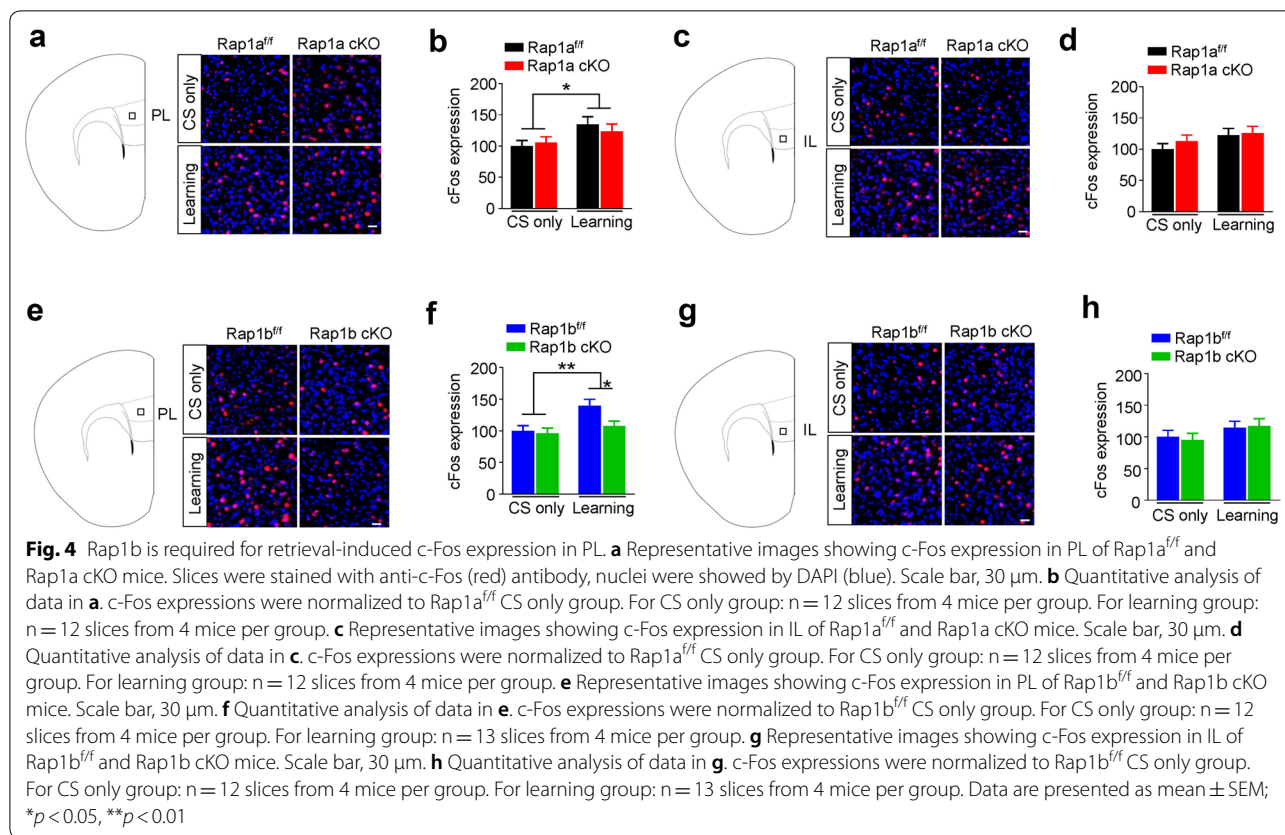 a
Rap1a^f/f
Rap1a cKO
PL
CS only
Learning
b
Rap1a^f/f
Rap1a cKO
cFos expression
200
150
100
50
0
*
CS only
Learning
c
Rap1a^f/f
Rap1a cKO
IL
CS only
Learning
d
Rap1a^f/f
Rap1a cKO
cFos expression
200
150
100
50
0
CS only
Learning
e
Rap1b^f/f
Rap1b cKO
PL
CS only
Learning
f
Rap1b^f/f
Rap1b cKO
cFos expression
200
150
100
50
0
**
*
CS only
Learning
g
Rap1b^f/f
Rap1b cKO
IL
CS only
Learning
h
Rap1b^f/f
Rap1b cKO
cFos expression
200
150
100
50
0
CS only
Learning
Fig. 4 Rap1b is required for retrieval-induced c-Fos expression in PL. a Representative images showing c-Fos expression in PL of Rap1a^f/f and
Rap1a cKO mice. Slices were stained with anti-c-Fos (red) antibody, nuclei were showed by DAPI (blue). Scale bar, 30 µm. b Quantitative analysis of
data in a. c-Fos expressions were normalized to Rap1a^f/f CS only group. For CS only group: n = 12 slices from 4 mice per group. For learning group:
n = 12 slices from 4 mice per group. c Representative images showing c-Fos expression in IL of Rap1a^f/f and Rap1a cKO mice. Scale bar, 30 µm. d
Quantitative analysis of data in c. c-Fos expressions were normalized to Rap1a^f/f CS only group. For CS only group: n = 12 slices from 4 mice per
group. For learning group: n = 12 slices from 4 mice per group. e Representative images showing c-Fos expression in PL of Rap1b^f/f and Rap1b cKO
mice. Scale bar, 30 µm. f Quantitative analysis of data in e. c-Fos expressions were normalized to Rap1b^f/f CS only group. For CS only group: n = 12
slices from 4 mice per group. For learning group: n = 13 slices from 4 mice per group. g Representative images showing c-Fos expression in IL of
Rap1b^f/f and Rap1b cKO mice. Scale bar, 30 µm. h Quantitative analysis of data in g. c-Fos expressions were normalized to Rap1b^f/f CS only group.
For CS only group: n = 12 slices from 4 mice per group. For learning group: n = 13 slices from 4 mice per group. Data are presented as mean ± SEM;
*p < 0.05, **p < 0.01